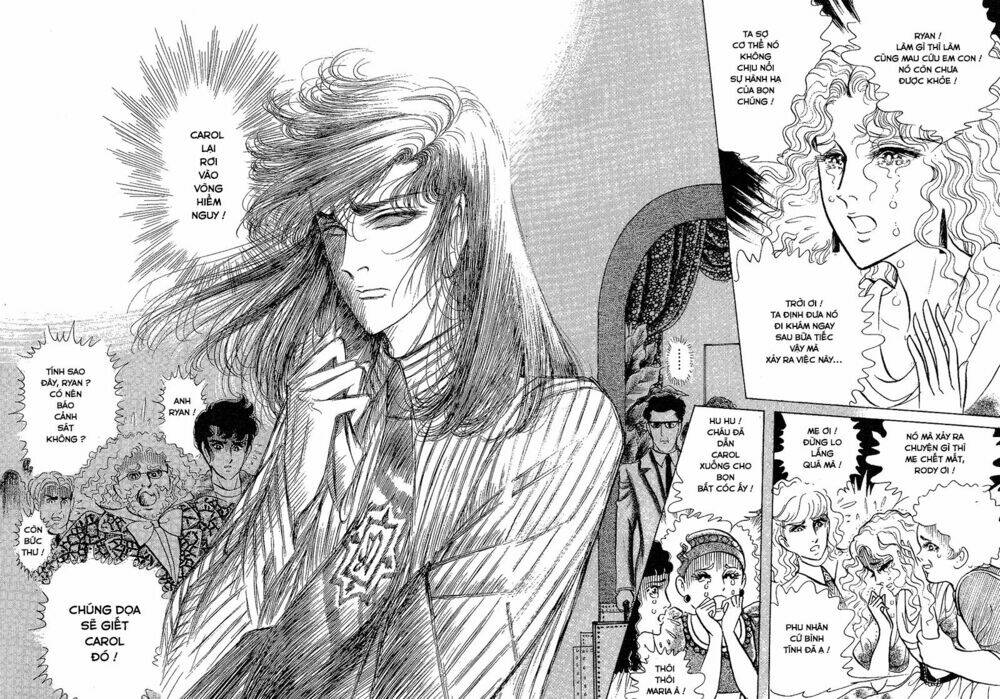 RYAN !
LÀM GÌ THÌ LÀM
CŨNG MAU CỨU EM CON !
NÓ CÒN CHƯA
ĐƯỢC KHỎE !
TA SỢ
CƠ THỂ NÓ
KHÔNG
CHỊU NỔI
SỰ HÀNH HẠ
CỦA BỌN
CHÚNG !
TRỜI ƠI !
TA ĐỊNH ĐƯA NÓ
ĐI KHÁM NGAY
SAU BỮA TIỆC
VẬY MÀ
XẢY RA VIỆC NÀY...
NÓ MÀ XẢY RA
CHUYỆN GÌ THÌ
ME CHẾT MẤT,
RODY ƠI !
ME ƠI !
ĐỪNG LO
LẮNG
QUÁ MÀ !
PHU NHÂN
CỨ BÌNH
TĨNH ĐÃ Ạ !
HU HU !
CHÁU ĐÃ
DẪN
CAROL
XUỐNG CHO
BỌN
BẮT CÓC ẤY !
THÔI
THÔI
MARIA À !
......
CAROL
LẠI
RƠI
VÀO
VÒNG
HIỂM
NGUY !
ANH
RYAN !
TÍNH SAO
ĐÂY, RYAN ?
CÓ NÊN
BÁO
CẢNH
SÁT
KHÔNG ?
CÒN
BỨC
THƯ !
CHÚNG DỌA
SẼ GIẾT
CAROL
ĐÓ !